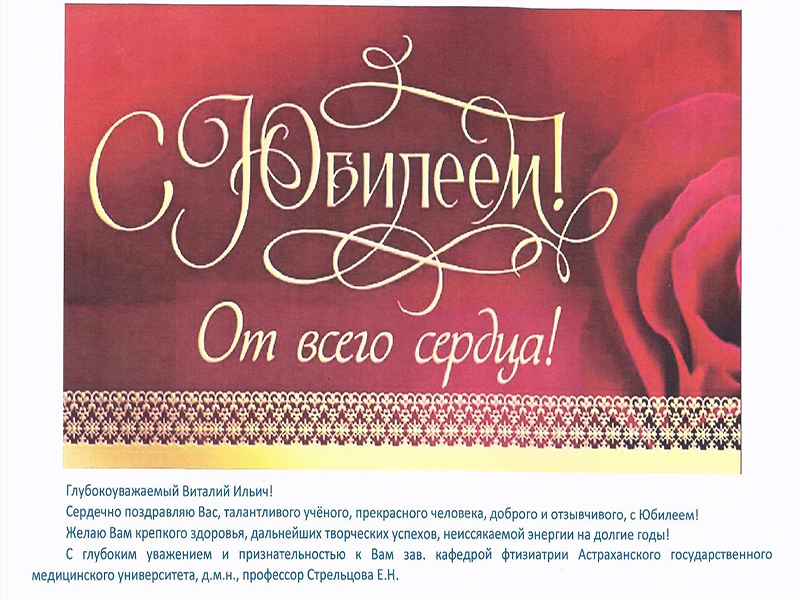 С Юбилеем!
От всего сердца!
Глубокоуважаемый Виталий Ильич!
Сердечно поздравляю Вас, талантливого учёного, прекрасного человека, доброго и отзывчивого, с Юбилеем!
Желаю Вам крепкого здоровья, дальнейших творческих успехов, неиссякаемой энергии на долгие годы!
С глубоким уважением и признательностью к Вам зав. кафедрой фтизиатрии Астраханского государственного
медицинского университета, д.м.н., профессор Стрельцова Е.Н.